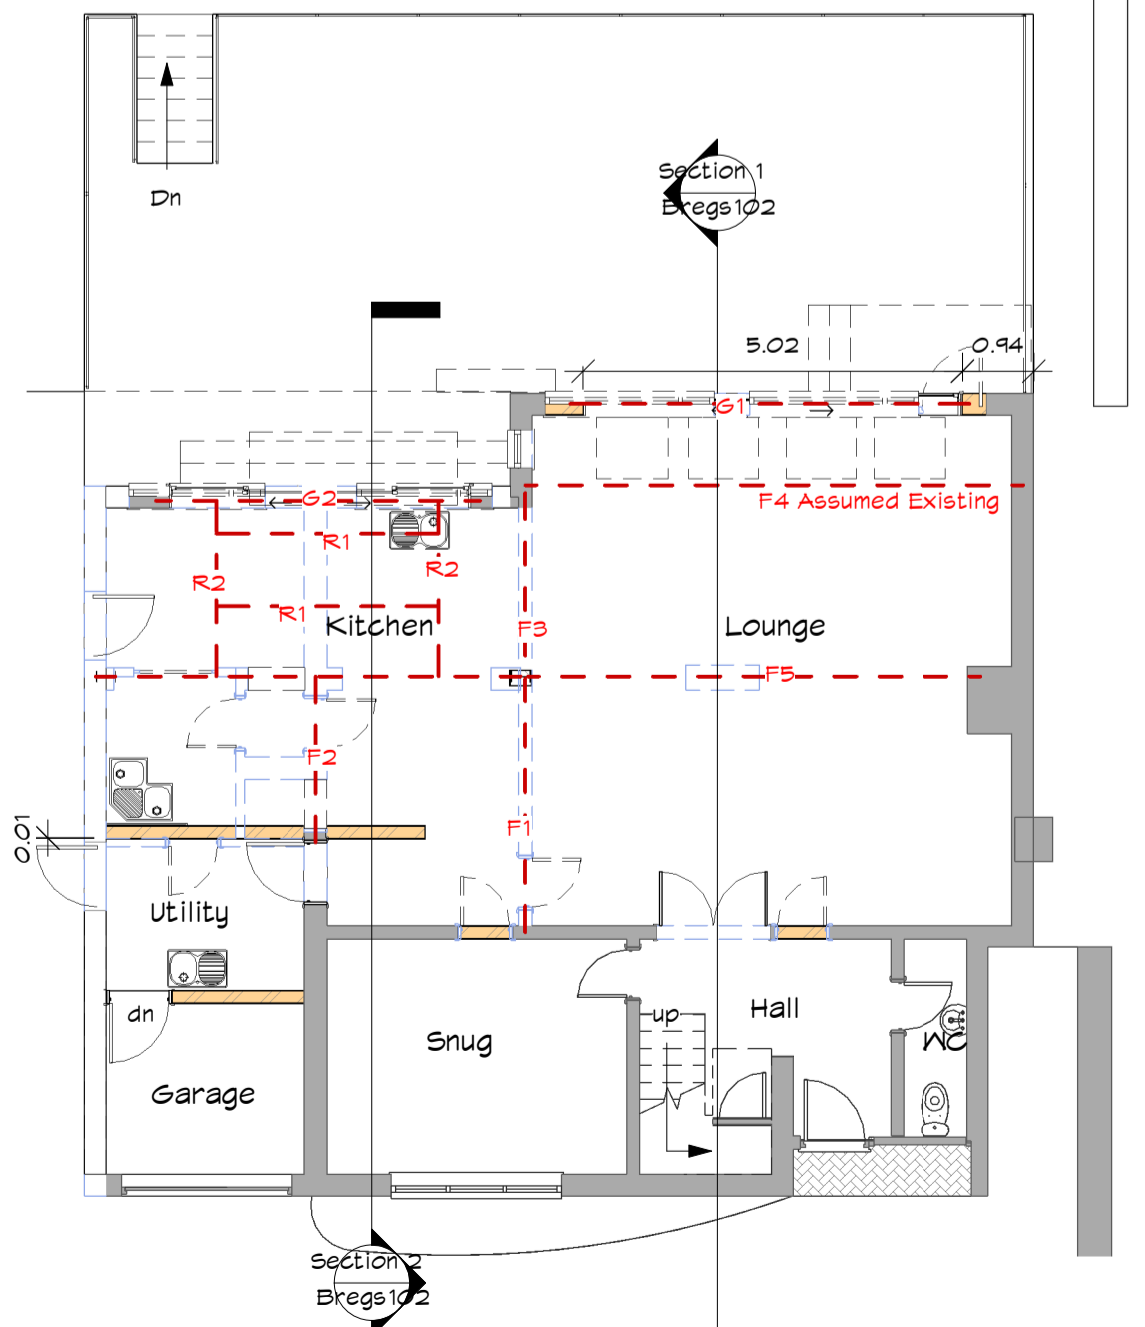 Section 1
Dn
Bregs102
5.02
0.94
G1
G2
F4 Assumed Existing
R1
R2
R2
R1
Kitchen
F3
Lounge
F5
F2
F1
0.01
Utility
dn
up
Hall
Snug
WC
Garage
Section 2
Bregs102